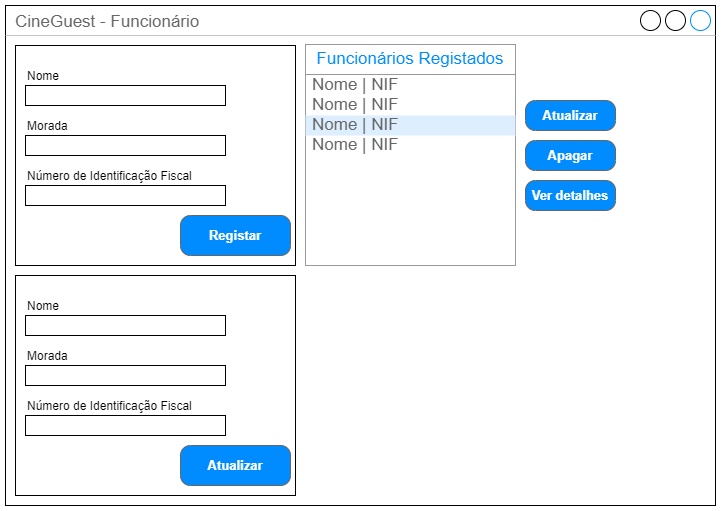 CineGuest - Funcionário
Nome
Morada
Número de Identificação Fiscal
Registar
Funcionários Registados
Nome | NIF
Nome | NIF
Nome | NIF
Nome | NIF
Atualizar
Apagar
Ver detalhes
Nome
Morada
Número de Identificação Fiscal
Atualizar